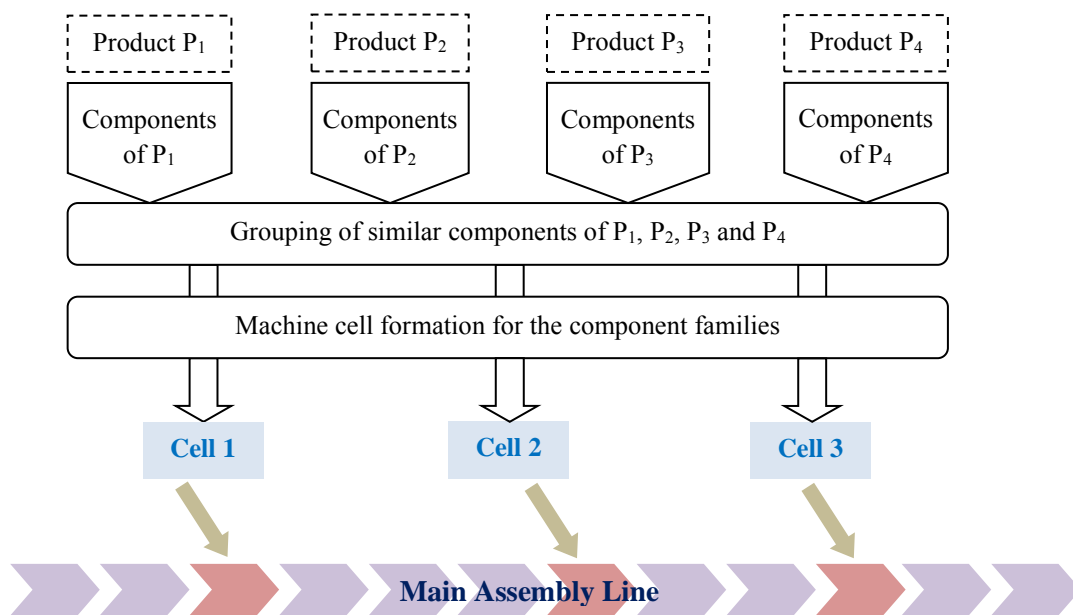 Product P₁
Product P₂
Product P₃
Product P₄
Components
of P₁
Components
of P₂
Components
of P₃
Components
of P₄
Grouping of similar components of P₁, P₂, P₃ and P₄
Machine cell formation for the component families
Cell 1
Cell 2
Cell 3
Main Assembly Line